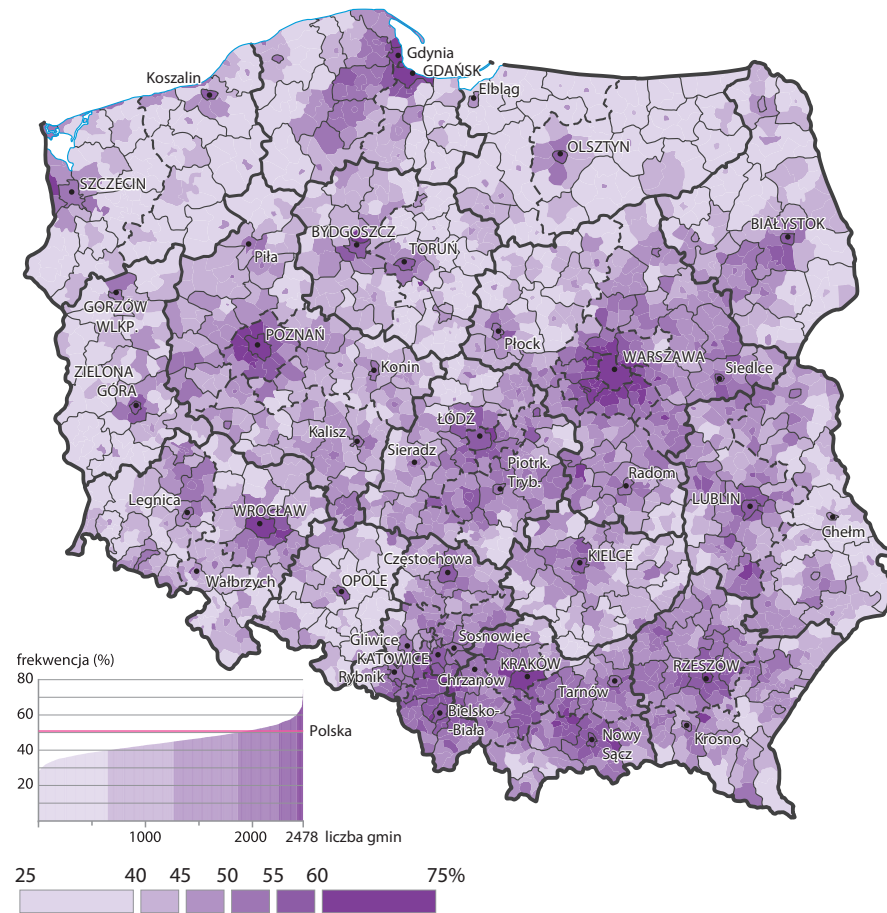 Gdynia
GDAŃSK
Koszalin
Elbląg
OLSZTYN
SZCZECIN
BIAŁYSTOK
BYDGOSZCZ
TORUŃ
Piła
GORZÓW
WLKP.
POZNAŃ
Płock
WARSZAWA
Konin
Siedlce
ZIELONA
GÓRA
ŁÓDŹ
Kalisz
Sieradz
Piotrk.
Tryb.
Radom
LUBLIN
Legnica
WROCŁAW
Chełm
Częstochowa
KIELCE
Wałbrzych
OPOLE
Gliwice
Sosnowiec
KATOWICE
KRAKÓW
RZESZÓW
Rybnik
Chrzanów
Tarnów
Bielsko-
-Biała
Nowy
Sącz
Krosno
frekwencja (%)
80
60
Polska
40
20
1000 2000 2478 liczba gmin
25 40 45 50 55 60 75%